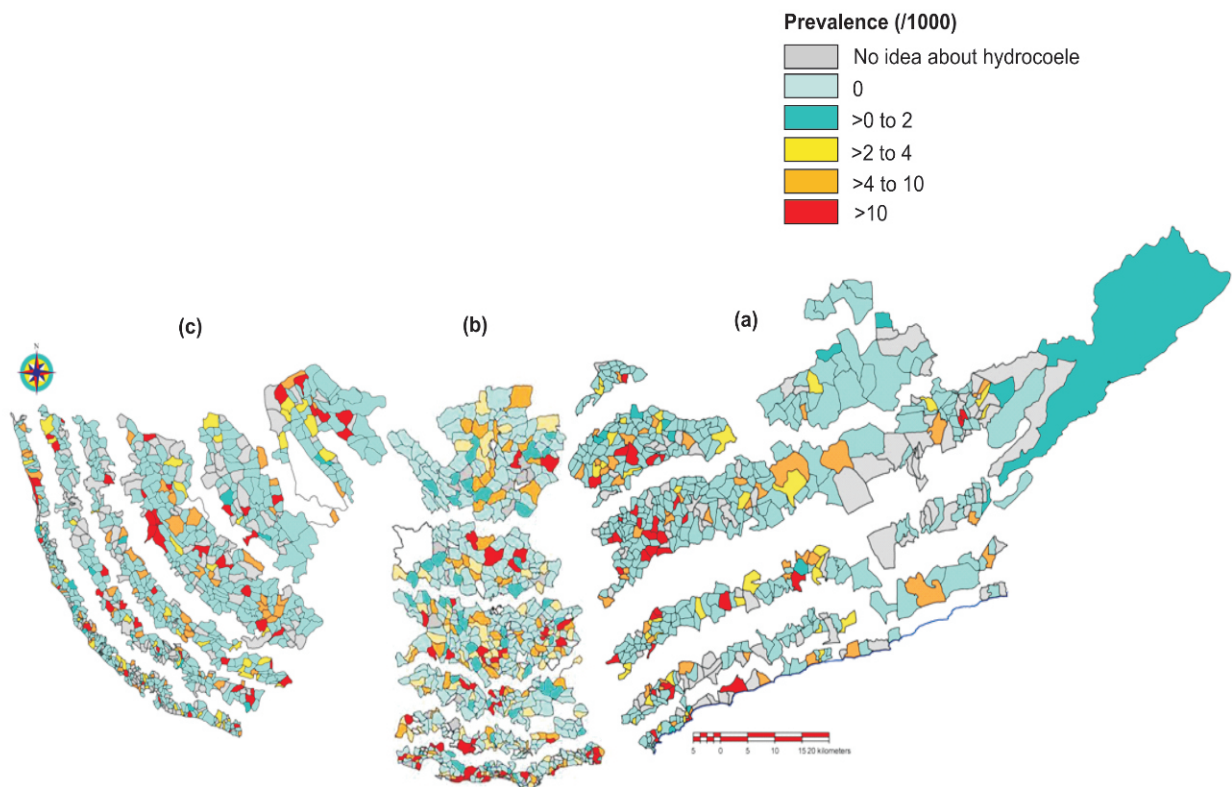 Prevalence (/1000)
No idea about hydrocoele
0
>0 to 2
>2 to 4
>4 to 10
>10
(c)
(b)
(a)
N
5 0 5 10 15 20 kilometers